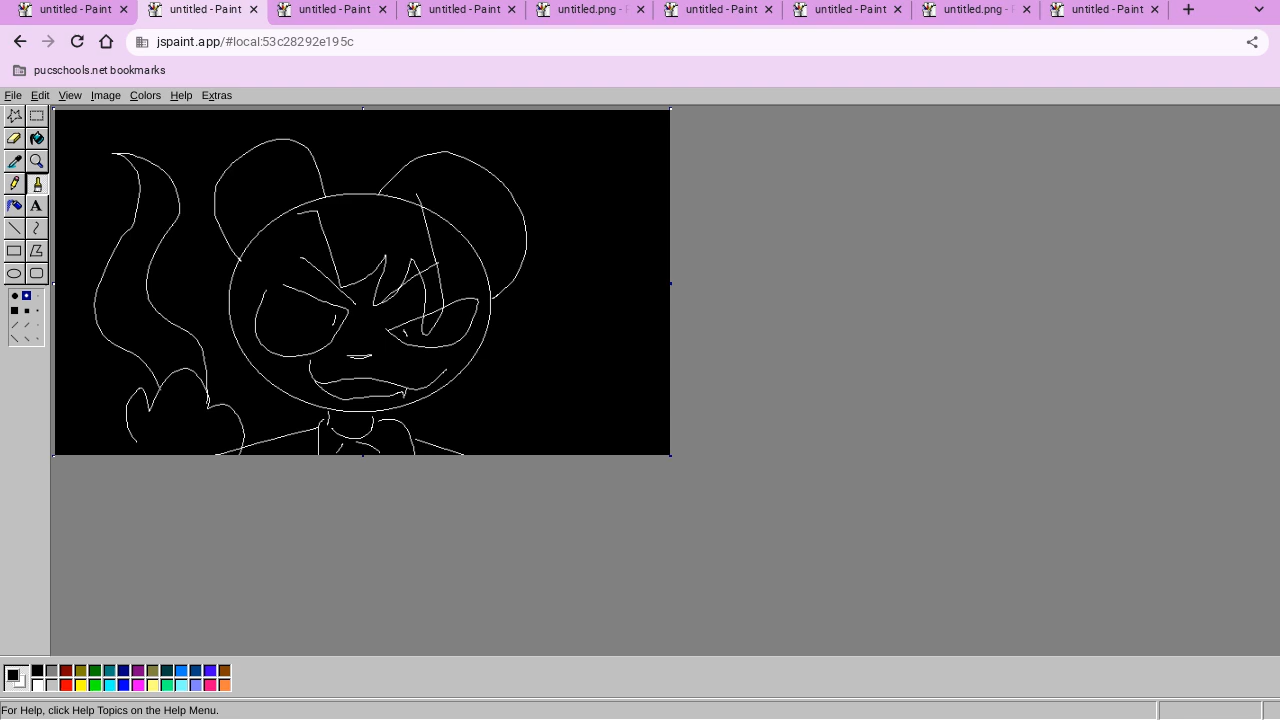 untitled - Paint untitled - Paint untitled - Paint untitled - Paint untitled.png - untitled - Paint untitled - Paint untitled.png - untitled - Paint
jspaint.app/#local:53c28292e195c
pucschools.net bookmarks
File Edit View Image Colors Help Extras
A
For Help, click Help Topics on the Help Menu.